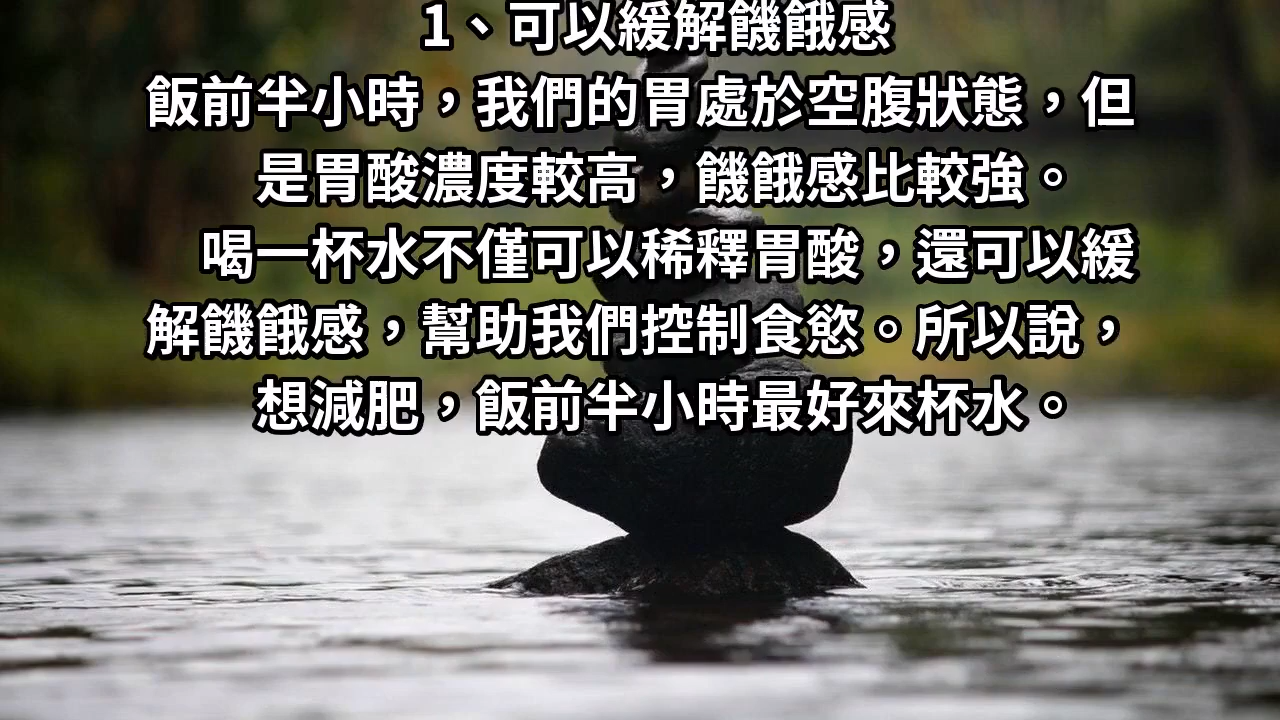 1、可以緩解饑餓感
飯前半小時，我們的胃處於空腹狀態，但
是胃酸濃度較高，饑餓感比較強。
喝一杯水不僅可以稀釋胃酸，還可以緩
解饑餓感，幫助我們控制食慾。所以說，
想減肥，飯前半小時最好來杯水。